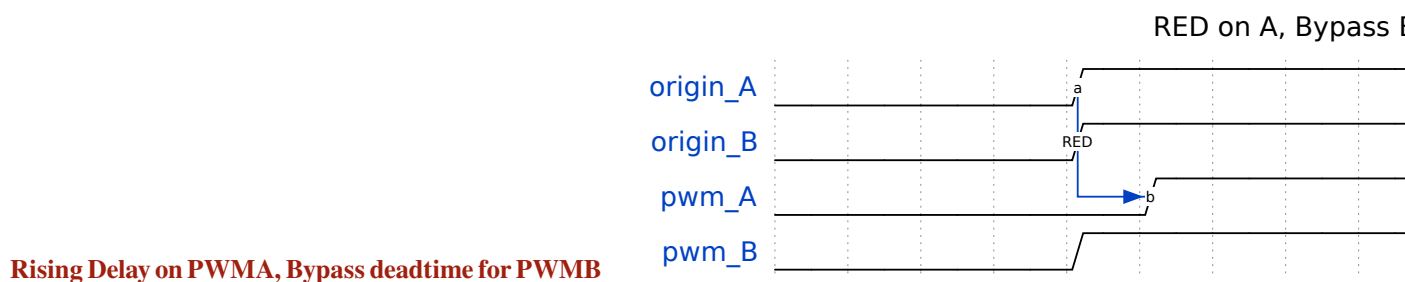 RED on A, Bypass B
origin_A
a
origin_B
RED
pwm_A
b
pwm_B
Rising Delay on PWMA, Bypass deadtime for PWMB